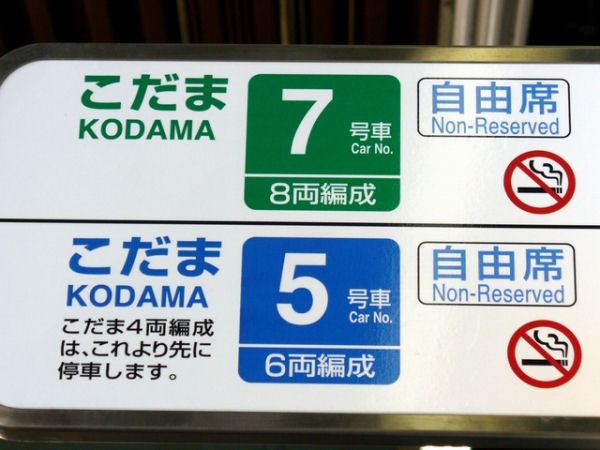 こだま
KODAMA
7 号車
Car No.
8両編成
自由席
Non-Reserved
こだま
KODAMA
こだま4両編成
は、これより先に
停車します。
5 号車
Car No.
6両編成
自由席
Non-Reserved